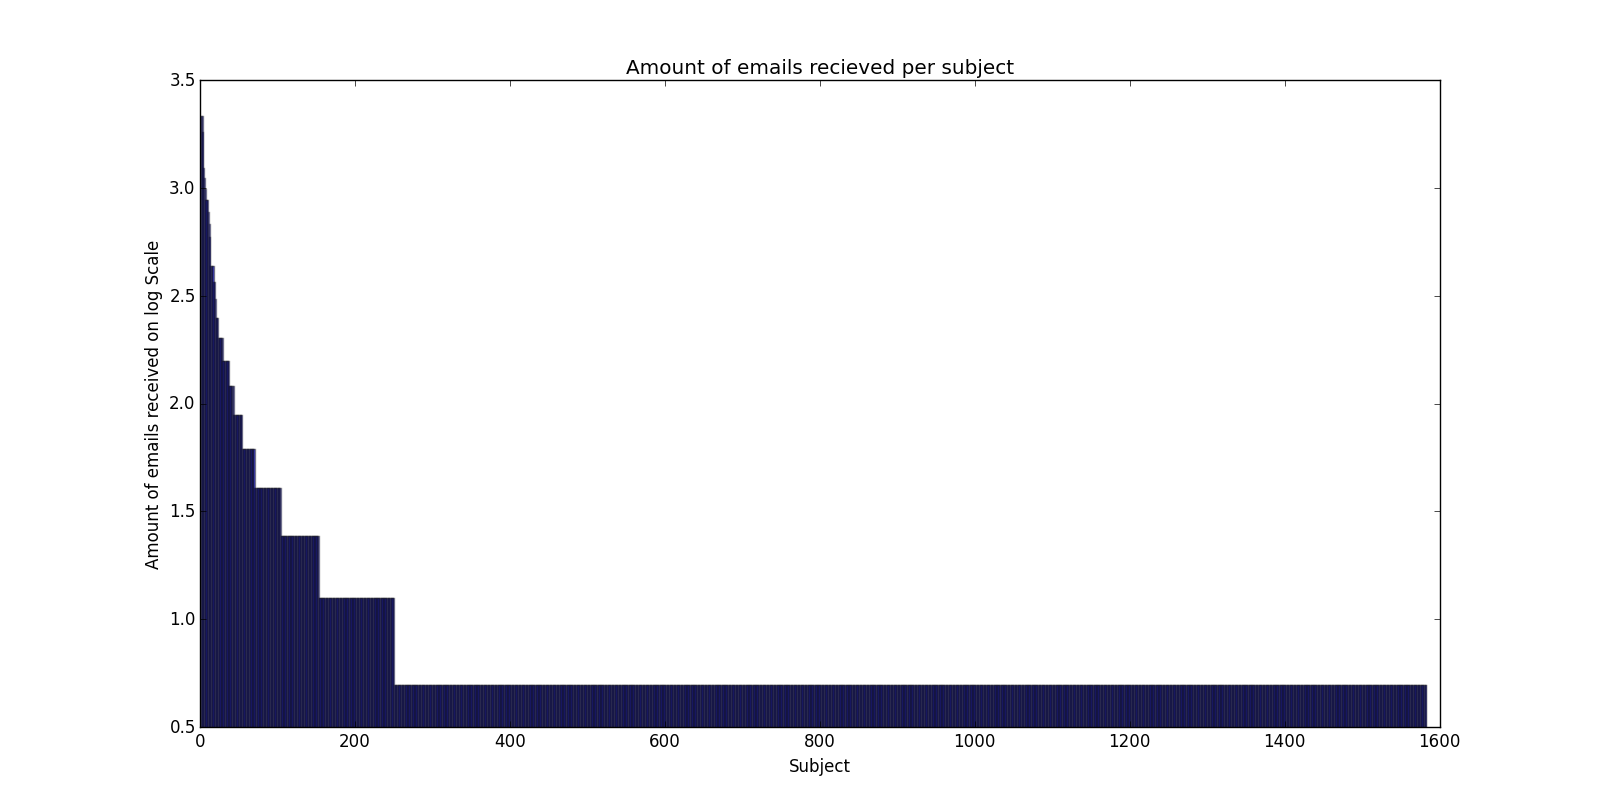 Amount of emails recieved per subject
3.5
3.0
2.5
2.0
1.5
1.0
0.5
Amount of emails received on log Scale
0 200 400 600 800 1000 1200 1400 1600
Subject